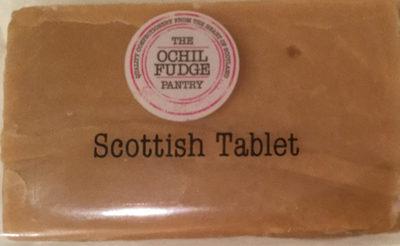 QUALITY CONFECTIONERY FROM THE HEART OF SCOTLAND
THE
OCHIL
FUDGE
PANTRY
Scottish Tablet